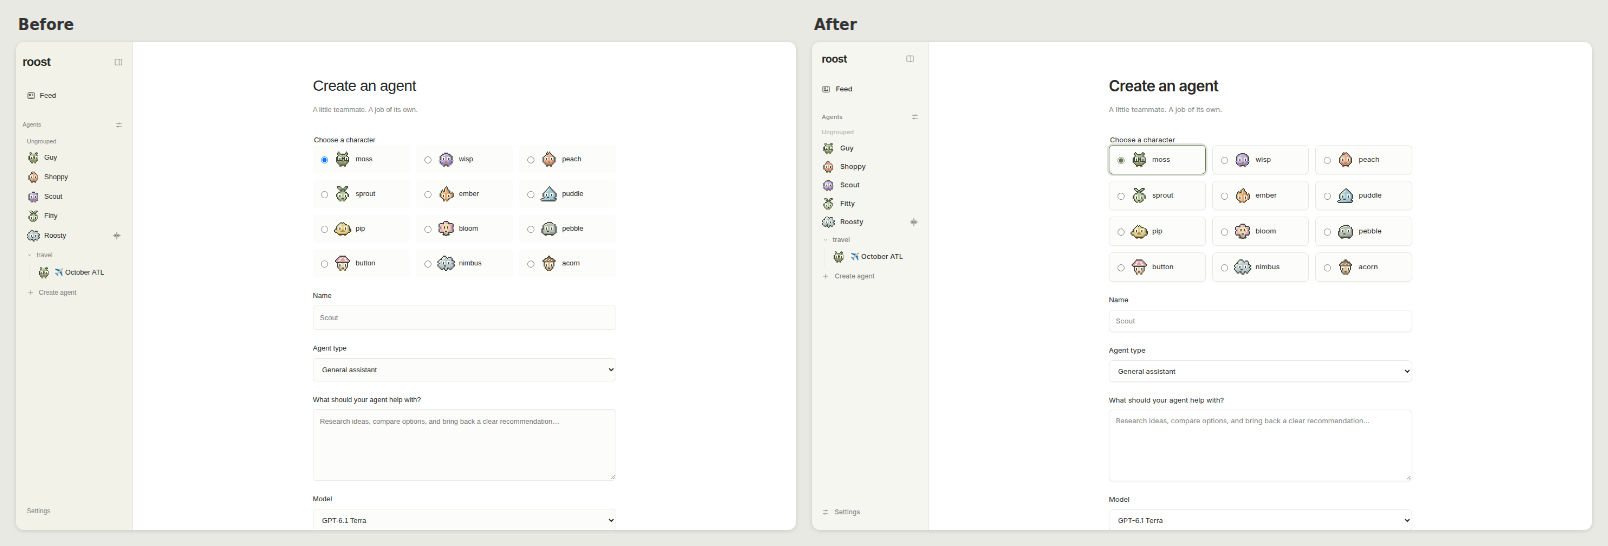 Before
roost
Feed
Agents
Ungrouped
Guy
Shoppy
Scout
Fitty
Roosty
travel
✈️ October ATL
+ Create agent
Settings
Create an agent
A little teammate. A job of its own.
Choose a character
moss wisp peach
sprout ember puddle
pip bloom pebble
button nimbus acorn
Name
Scout
Agent type
General assistant
What should your agent help with?
Research ideas, compare options, and bring back a clear recommendation...
Model
GPT-6.1 Terra
After
roost
Feed
Agents
Ungrouped
Guy
Shoppy
Scout
Fitty
Roosty
travel
✈️ October ATL
+ Create agent
Settings
Create an agent
A little teammate. A job of its own.
Choose a character
moss wisp peach
sprout ember puddle
pip bloom pebble
button nimbus acorn
Name
Scout
Agent type
General assistant
What should your agent help with?
Research ideas, compare options, and bring back a clear recommendation...
Model
GPT-6.1 Terra